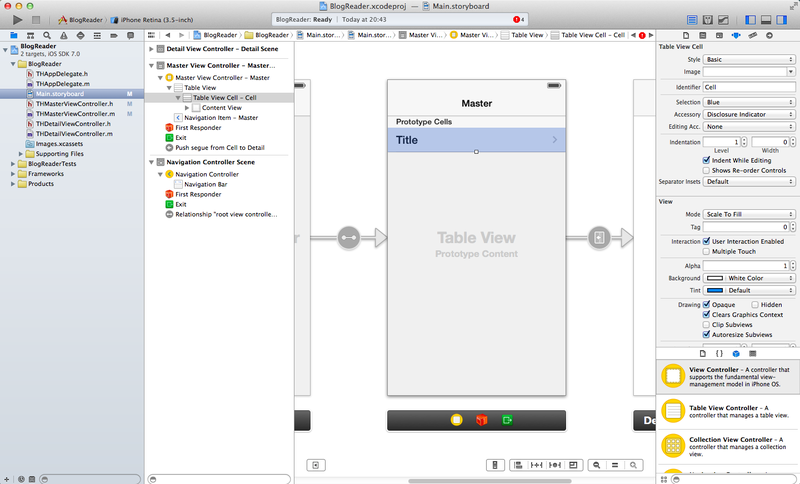 BlogReader.xcodeproj — Main.storyboard
BlogReader
iPhone Retina (3.5-inch)
BlogReader: Ready
Today at 20:43
4
BlogReader
2 targets, iOS SDK 7.0
BlogReader
THAppDelegate.h
THAppDelegate.m
Main.storyboard
M
THMasterViewController.h
M
THMasterViewController.m
M
THDetailViewController.h
THDetailViewController.m
Images.xcassets
Supporting Files
BlogReaderTests
Frameworks
Products
Detail View Controller – Detail Scene
Master View Controller – Master…
Master View Controller – Master
Table View
Table View Cell – Cell
Content View
Navigation Item – Master
First Responder
Exit
Push segue from Cell to Detail
Navigation Controller Scene
Navigation Controller
Navigation Bar
First Responder
Exit
Relationship "root view controlle…
BlogReader
BlogReader
Main.sto…
Main.sto…
Master…
Master…
Table View
Table View Cell – Cell
Master
Prototype Cells
Title
Table View
Prototype Content
De
Table View Cell
Style
Basic
Image
Identifier
Cell
Selection
Blue
Accessory
Disclosure Indicator
Editing Acc.
None
Indentation
1
0
Level
Width
Indent While Editing
Shows Re-order Controls
Separator Insets
Default
View
Mode
Scale To Fill
Tag
0
Interaction
User Interaction Enabled
Multiple Touch
Alpha
1
Background
White Color
Tint
Default
Drawing
Opaque
Hidden
Clears Graphics Context
Clip Subviews
Autoresize Subviews
View Controller – A controller that
supports the fundamental view-
management model in iPhone OS.
Table View Controller – A
controller that manages a table view.
Collection View Controller – A
controller that manages a collection
view.